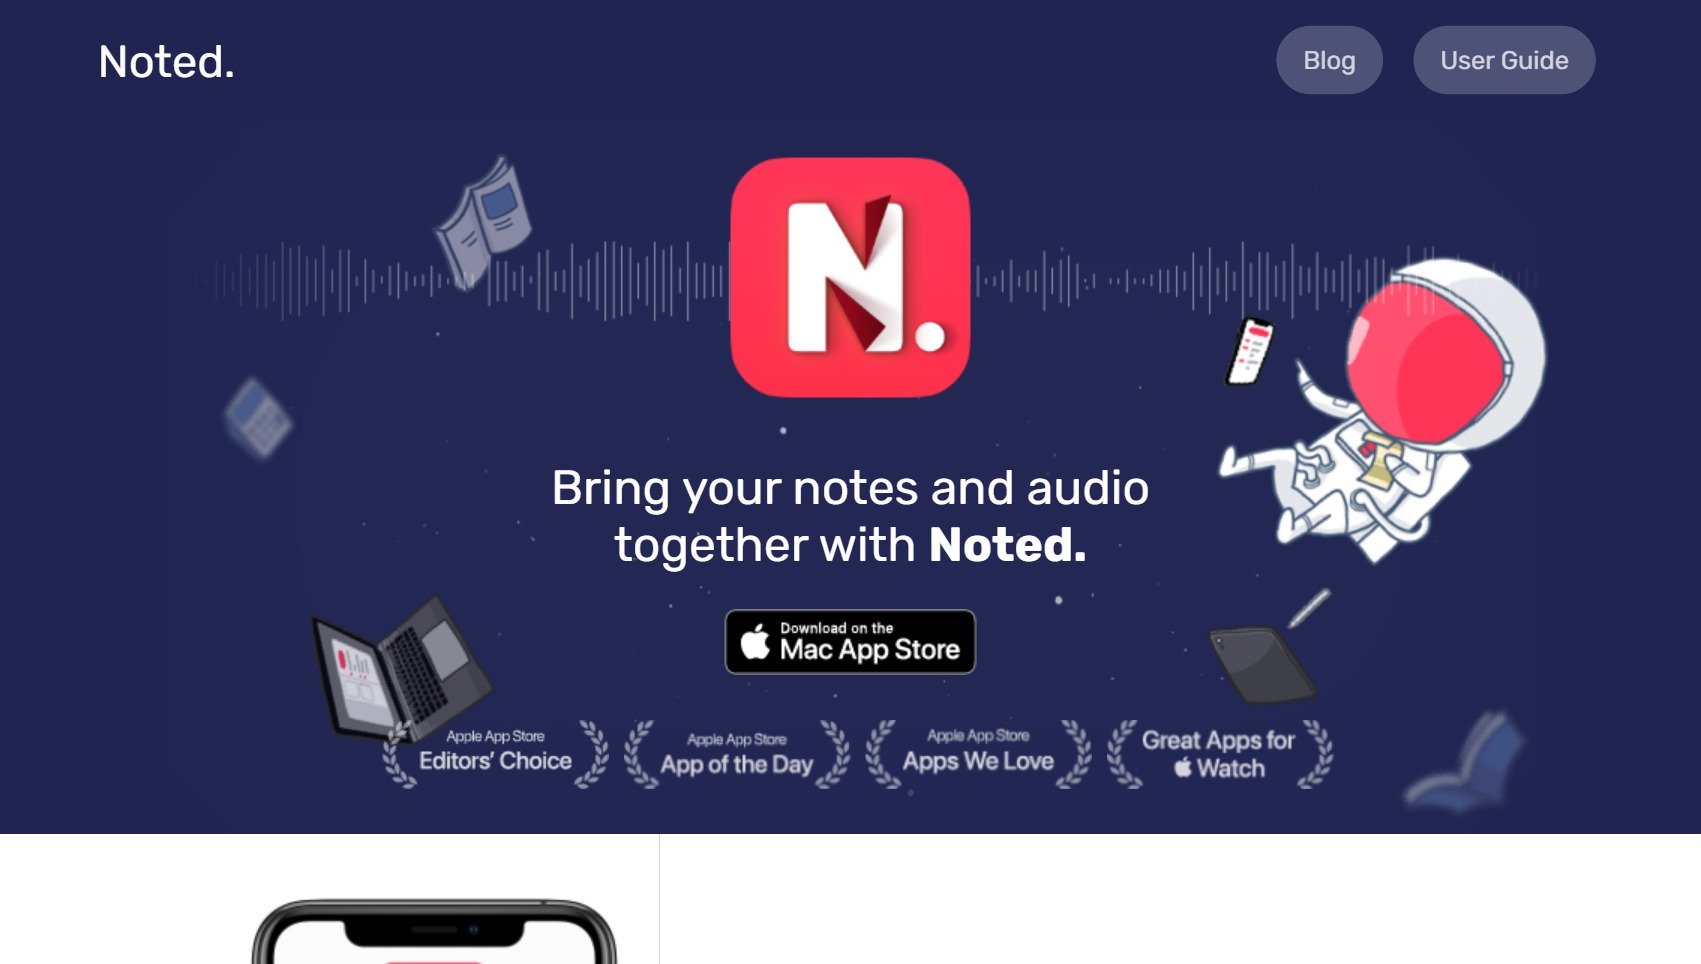 Noted.
Blog
User Guide
N.
Bring your notes and audio
together with Noted.
Download on the
Mac App Store
Apple App Store
Editors’ Choice
Apple App Store
App of the Day
Apple App Store
Apps We Love
Great Apps for
Watch